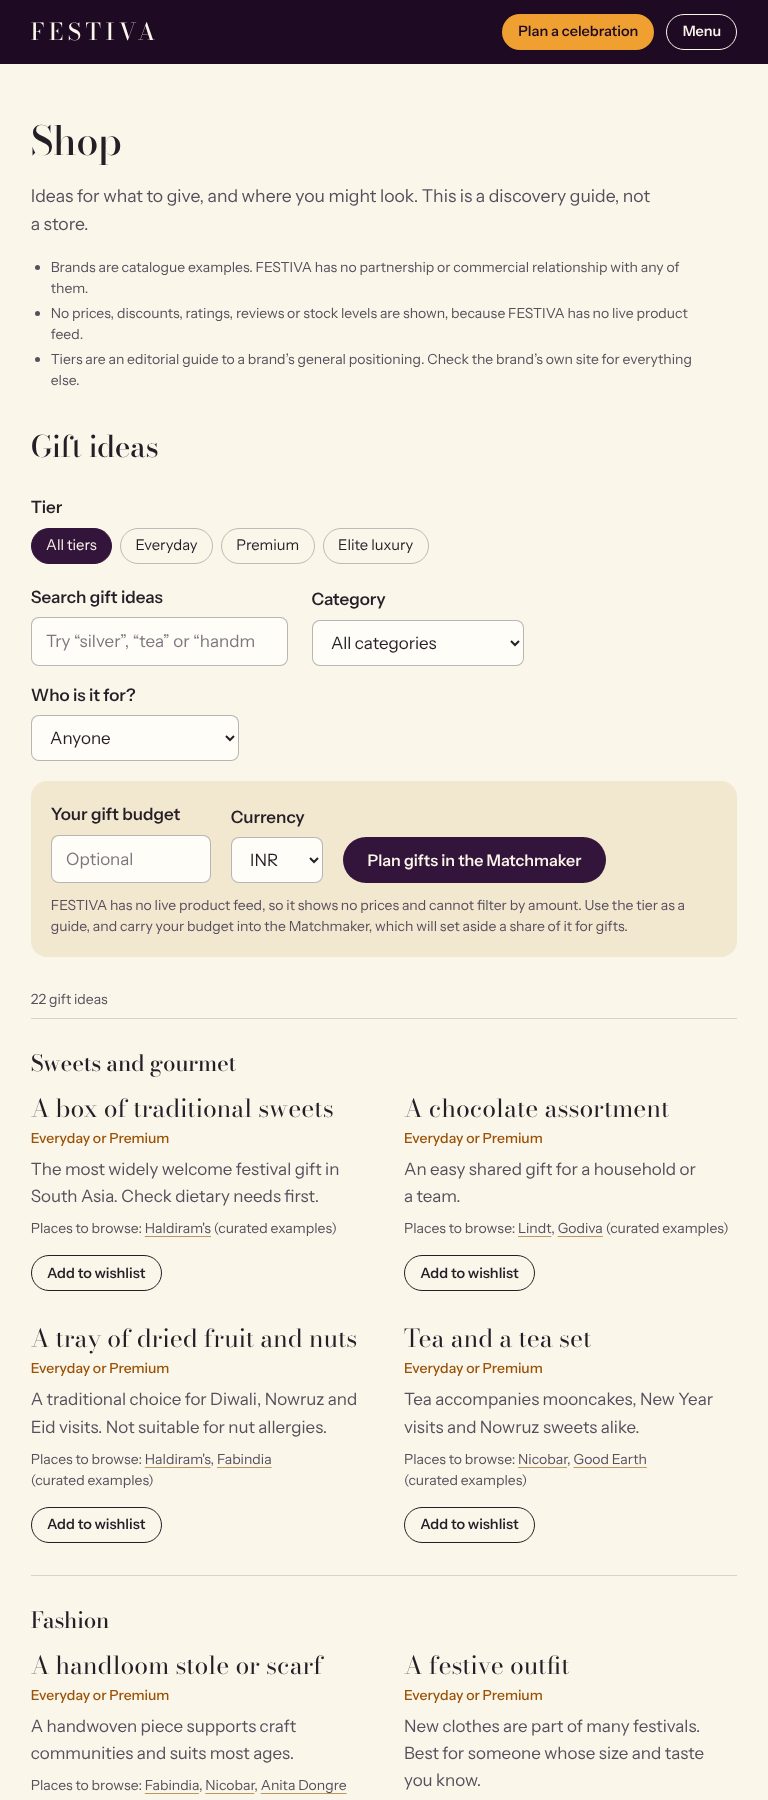 FESTIVA
Plan a celebration
Menu
Shop
Ideas for what to give, and where you might look. This is a discovery guide, not
a store.
Brands are catalogue examples. FESTIVA has no partnership or commercial relationship with any of
them.
No prices, discounts, ratings, reviews or stock levels are shown, because FESTIVA has no live product
feed.
Tiers are an editorial guide to a brand’s general positioning. Check the brand’s own site for everything
else.
Gift ideas
Tier
All tiers
Everyday
Premium
Elite luxury
Search gift ideas
Try “silver”, “tea” or “handm
Category
All categories
Who is it for?
Anyone
Your gift budget
Optional
Currency
INR
Plan gifts in the Matchmaker
FESTIVA has no live product feed, so it shows no prices and cannot filter by amount. Use the tier as a
guide, and carry your budget into the Matchmaker, which will set aside a share of it for gifts.
22 gift ideas
Sweets and gourmet
A box of traditional sweets
Everyday or Premium
The most widely welcome festival gift in
South Asia. Check dietary needs first.
Places to browse: Haldiram's (curated examples)
Add to wishlist
A chocolate assortment
Everyday or Premium
An easy shared gift for a household or
a team.
Places to browse: Lindt, Godiva (curated examples)
Add to wishlist
A tray of dried fruit and nuts
Everyday or Premium
A traditional choice for Diwali, Nowruz and
Eid visits. Not suitable for nut allergies.
Places to browse: Haldiram's, Fabindia
(curated examples)
Add to wishlist
Tea and a tea set
Everyday or Premium
Tea accompanies mooncakes, New Year
visits and Nowruz sweets alike.
Places to browse: Nicobar, Good Earth
(curated examples)
Add to wishlist
Fashion
A handloom stole or scarf
Everyday or Premium
A handwoven piece supports craft
communities and suits most ages.
Places to browse: Fabindia, Nicobar, Anita Dongre
A festive outfit
Everyday or Premium
New clothes are part of many festivals.
Best for someone whose size and taste
you know.